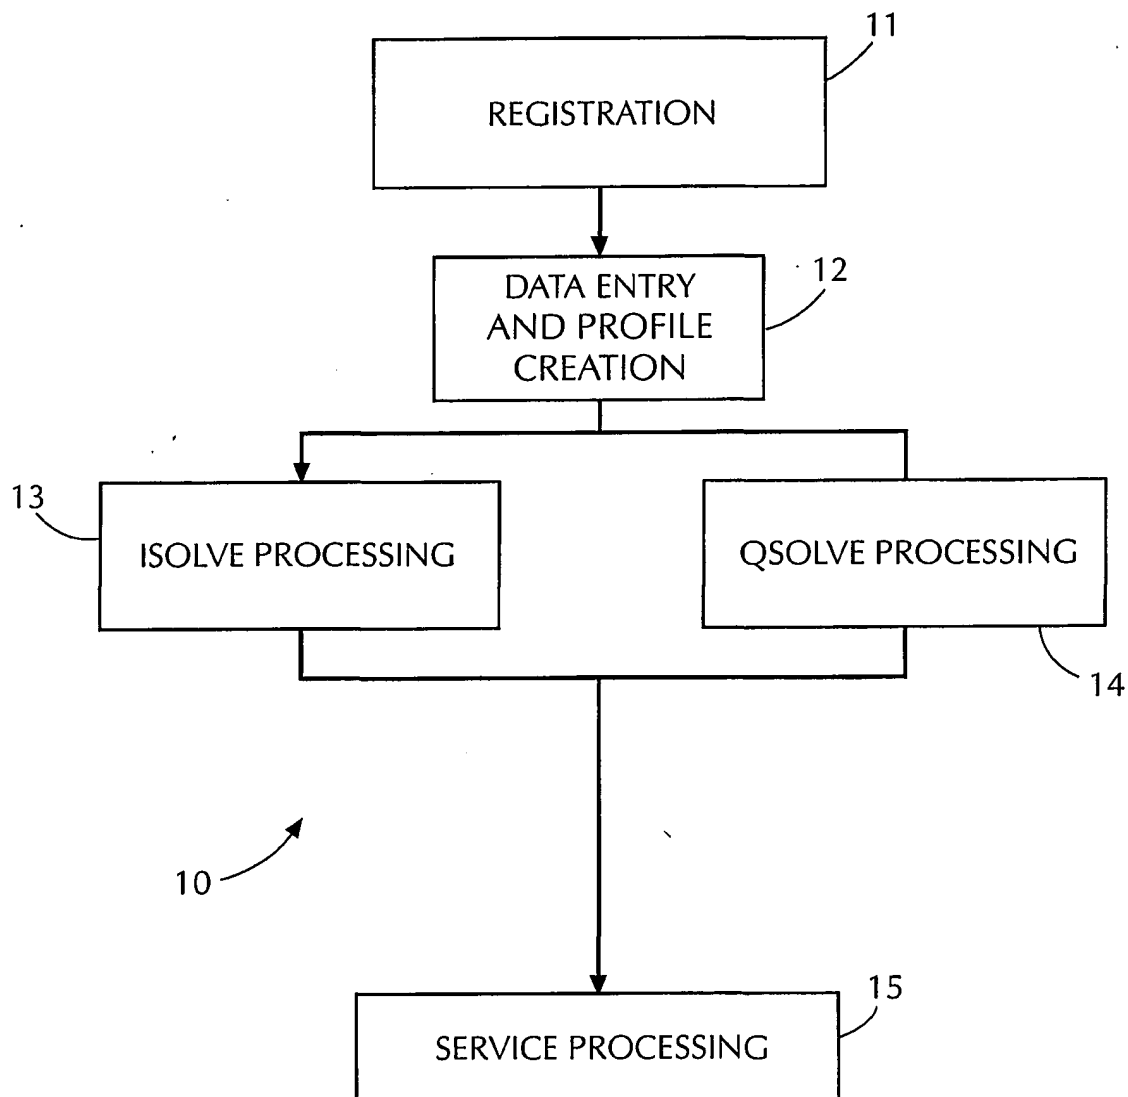 11
REGISTRATION
12
DATA ENTRY
AND PROFILE
CREATION
13
ISOLVE PROCESSING
QSOLVE PROCESSING
14
10
15
SERVICE PROCESSING